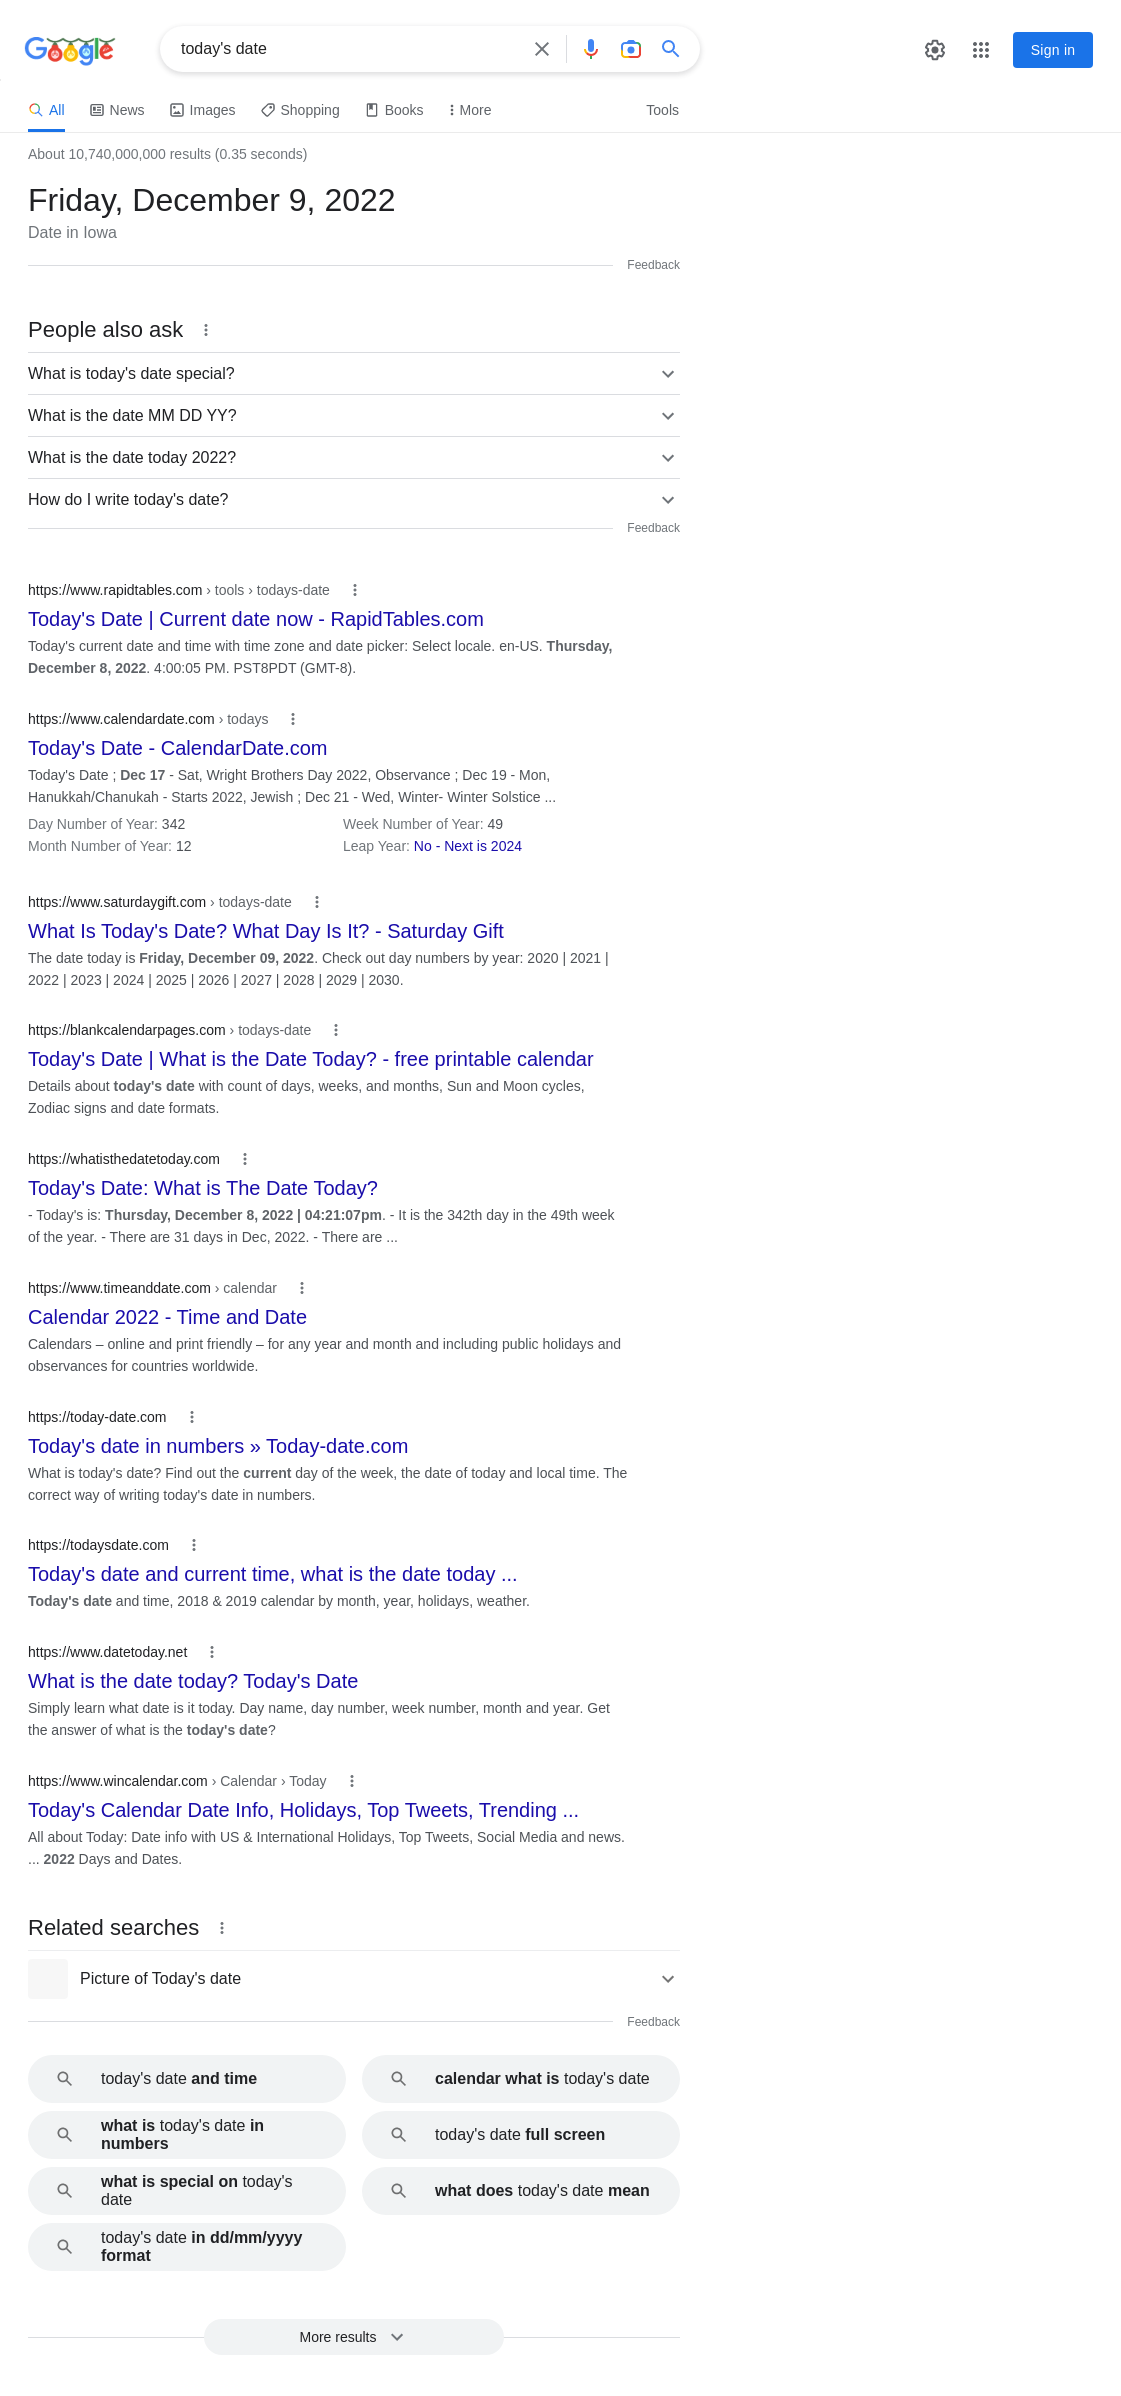 Google
today's date
Sign in
All
News
Images
Shopping
Books
More
Tools
About 10,740,000,000 results (0.35 seconds)
Friday, December 9, 2022
Date in Iowa
Feedback
People also ask
What is today's date special?
What is the date MM DD YY?
What is the date today 2022?
How do I write today's date?
Feedback
https://www.rapidtables.com › tools › todays-date
Today's Date | Current date now - RapidTables.com
Today's current date and time with time zone and date picker: Select locale. en-US. Thursday,
December 8, 2022. 4:00:05 PM. PST8PDT (GMT-8).
https://www.calendardate.com › todays
Today's Date - CalendarDate.com
Today's Date ; Dec 17 - Sat, Wright Brothers Day 2022, Observance ; Dec 19 - Mon,
Hanukkah/Chanukah - Starts 2022, Jewish ; Dec 21 - Wed, Winter- Winter Solstice ...
Day Number of Year: 342 Week Number of Year: 49
Month Number of Year: 12 Leap Year: No - Next is 2024
https://www.saturdaygift.com › todays-date
What Is Today's Date? What Day Is It? - Saturday Gift
The date today is Friday, December 09, 2022. Check out day numbers by year: 2020 | 2021 |
2022 | 2023 | 2024 | 2025 | 2026 | 2027 | 2028 | 2029 | 2030.
https://blankcalendarpages.com › todays-date
Today's Date | What is the Date Today? - free printable calendar
Details about today's date with count of days, weeks, and months, Sun and Moon cycles,
Zodiac signs and date formats.
https://whatisthedatetoday.com
Today's Date: What is The Date Today?
- Today's is: Thursday, December 8, 2022 | 04:21:07pm. - It is the 342th day in the 49th week
of the year. - There are 31 days in Dec, 2022. - There are ...
https://www.timeanddate.com › calendar
Calendar 2022 - Time and Date
Calendars – online and print friendly – for any year and month and including public holidays and
observances for countries worldwide.
https://today-date.com
Today's date in numbers » Today-date.com
What is today's date? Find out the current day of the week, the date of today and local time. The
correct way of writing today's date in numbers.
https://todaysdate.com
Today's date and current time, what is the date today ...
Today's date and time, 2018 & 2019 calendar by month, year, holidays, weather.
https://www.datetoday.net
What is the date today? Today's Date
Simply learn what date is it today. Day name, day number, week number, month and year. Get
the answer of what is the today's date?
https://www.wincalendar.com › Calendar › Today
Today's Calendar Date Info, Holidays, Top Tweets, Trending ...
All about Today: Date info with US & International Holidays, Top Tweets, Social Media and news.
... 2022 Days and Dates.
Related searches
Picture of Today's date
Feedback
today's date and time
calendar what is today's date
what is today's date in
numbers
today's date full screen
what is special on today's
date
what does today's date mean
today's date in dd/mm/yyyy
format
More results